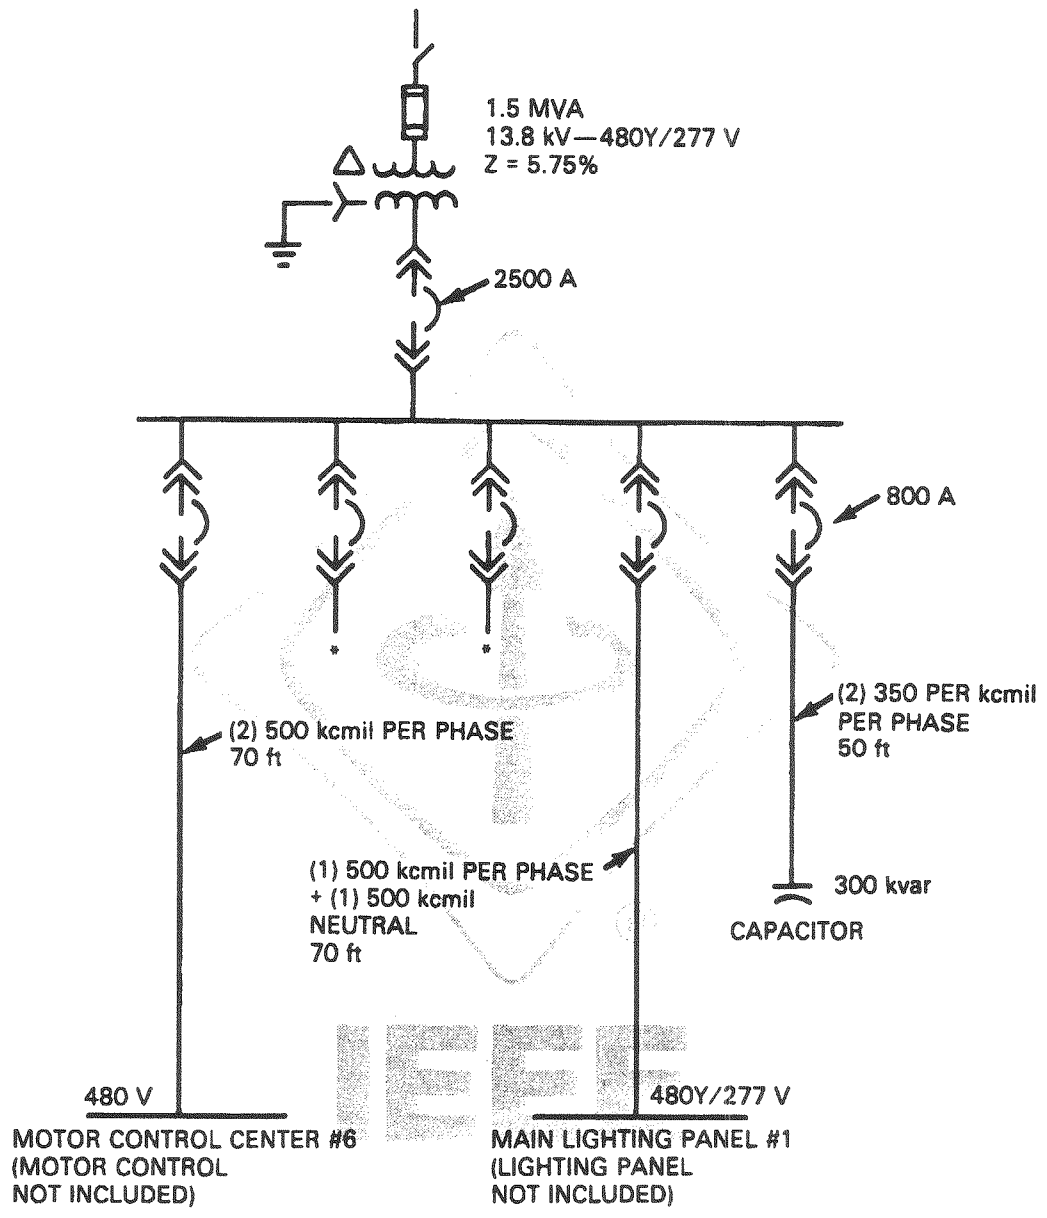 1.5 MVA
13.8 kV—480Y/277 V
Z = 5.75%
2500 A
800 A
*
*
(2) 350 PER kcmil
PER PHASE
50 ft
(2) 500 kcmil PER PHASE
70 ft
(1) 500 kcmil PER PHASE
+ (1) 500 kcmil
NEUTRAL
70 ft
300 kvar
CAPACITOR
®
IEEE
480 V
480Y/277 V
MOTOR CONTROL CENTER #6
(MOTOR CONTROL
NOT INCLUDED)
MAIN LIGHTING PANEL #1
(LIGHTING PANEL
NOT INCLUDED)